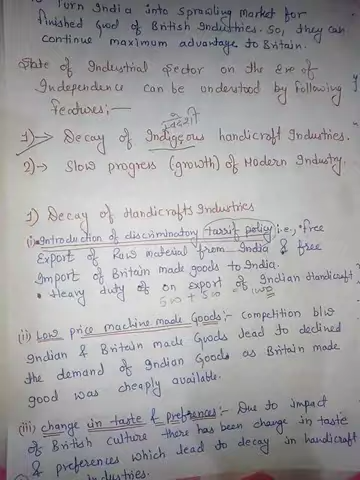 Turn India into Sprawling market for
finished Good of British Industries. So, they can
continue maximum advantage to Britain.
State of Industrial Sector on the Eve of
Independence can be understood by following
features:—
1)→ Decay of Indigeous handicraft Industries.
2)→ Slow progress (growth) of Modern Industry.
1) Decay of Handicrafts Industries
(i) Introduction of discriminatory tarrif policy i.e., • free
Export of Raw material from India & free
Import of Britain made goods to India.
• Heavy duty of on export of Indian Handicraft
500 + 500 = 1000
(ii) Low price machine made Goods:- Competition b/w
Indian & Britain made Goods lead to declined
the demand of Indian Goods as Britain made
good was cheaply available.
(iii) change in taste & prefrences:- Due to impact
of British culture there has been change in taste
& preferences which lead to decay in handicraft
Industries.